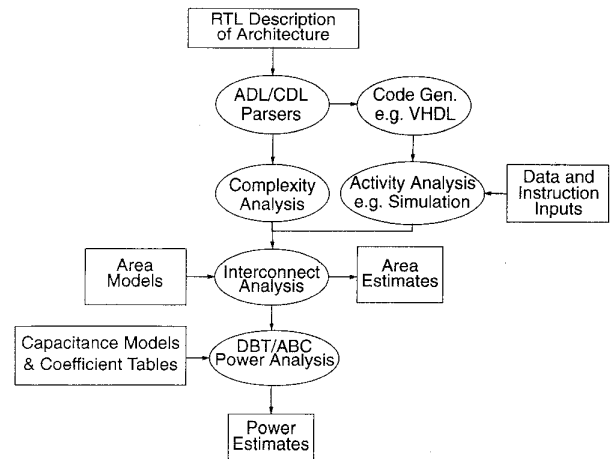 RTL Description
of Architecture
ADL/CDL
Parsers
Code Gen.
e.g. VHDL
Complexity
Analysis
Activity Analysis
e.g. Simulation
Data and
Instruction
Inputs
Area
Models
Interconnect
Analysis
Area
Estimates
Capacitance Models
& Coefficient Tables
DBT/ABC
Power Analysis
Power
Estimates